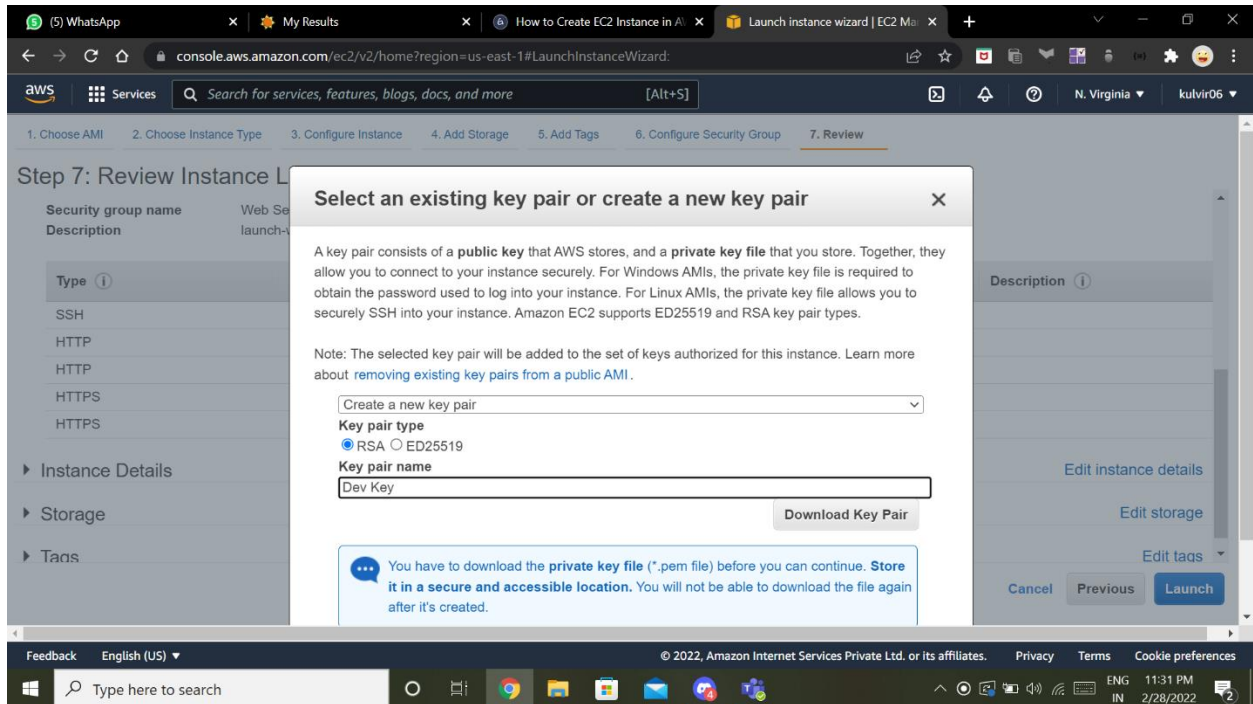 (5) WhatsApp
My Results
How to Create EC2 Instance in A
Launch instance wizard | EC2 Ma
console.aws.amazon.com/ec2/v2/home?region=us-east-1#LaunchInstanceWizard:
aws Services Search for services, features, blogs, docs, and more [Alt+S] N. Virginia kulvir06
1. Choose AMI 2. Choose Instance Type 3. Configure Instance 4. Add Storage 5. Add Tags 6. Configure Security Group 7. Review
Step 7: Review Instance L
Security group name Web Se
Description launch-w
Type
Description
SSH
HTTP
HTTP
HTTPS
HTTPS
Instance Details
Edit instance details
Storage
Edit storage
Tags
Edit tags
Select an existing key pair or create a new key pair
A key pair consists of a public key that AWS stores, and a private key file that you store. Together, they
allow you to connect to your instance securely. For Windows AMIs, the private key file is required to
obtain the password used to log into your instance. For Linux AMIs, the private key file allows you to
securely SSH into your instance. Amazon EC2 supports ED25519 and RSA key pair types.
Note: The selected key pair will be added to the set of keys authorized for this instance. Learn more
about removing existing key pairs from a public AMI.
Create a new key pair
Key pair type
RSA ED25519
Key pair name
Dev Key
Download Key Pair
You have to download the private key file (*.pem file) before you can continue. Store
it in a secure and accessible location. You will not be able to download the file again
after it's created.
Cancel Previous Launch
Feedback English (US) © 2022, Amazon Internet Services Private Ltd. or its affiliates. Privacy Terms Cookie preferences
Type here to search
ENG 11:31 PM
IN 2/28/2022
2